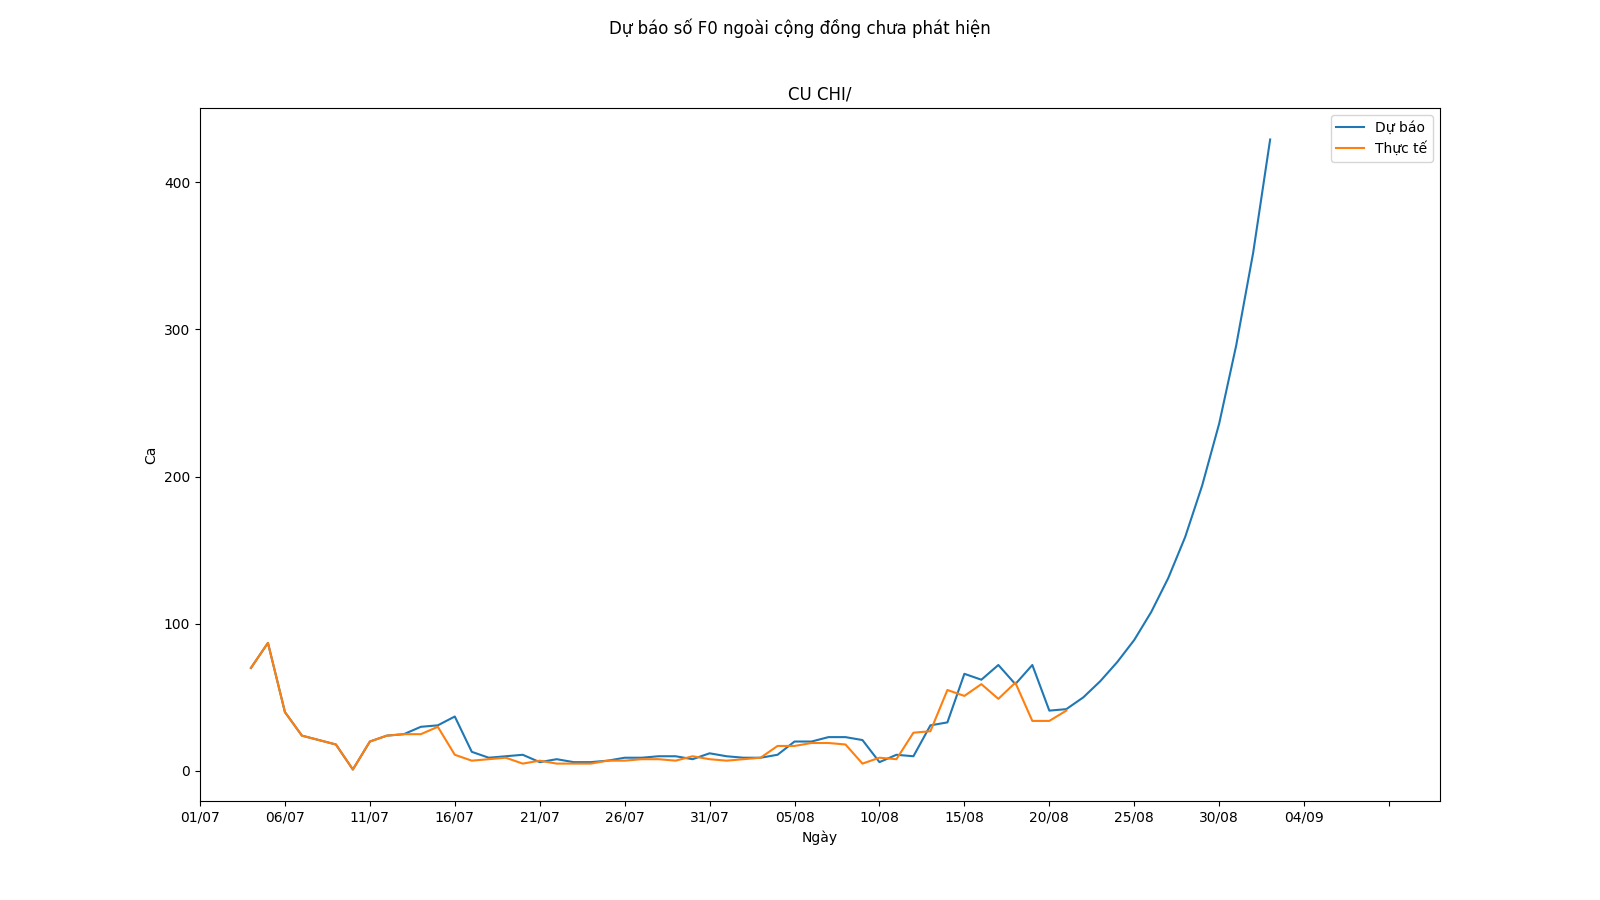 Dự báo số F0 ngoài cộng đồng chưa phát hiện
CU CHI/
Dự báo
Thực tế
400
300
200
100
0
Ca
01/07 06/07 11/07 16/07 21/07 26/07 31/07 05/08 10/08 15/08 20/08 25/08 30/08 04/09
Ngày